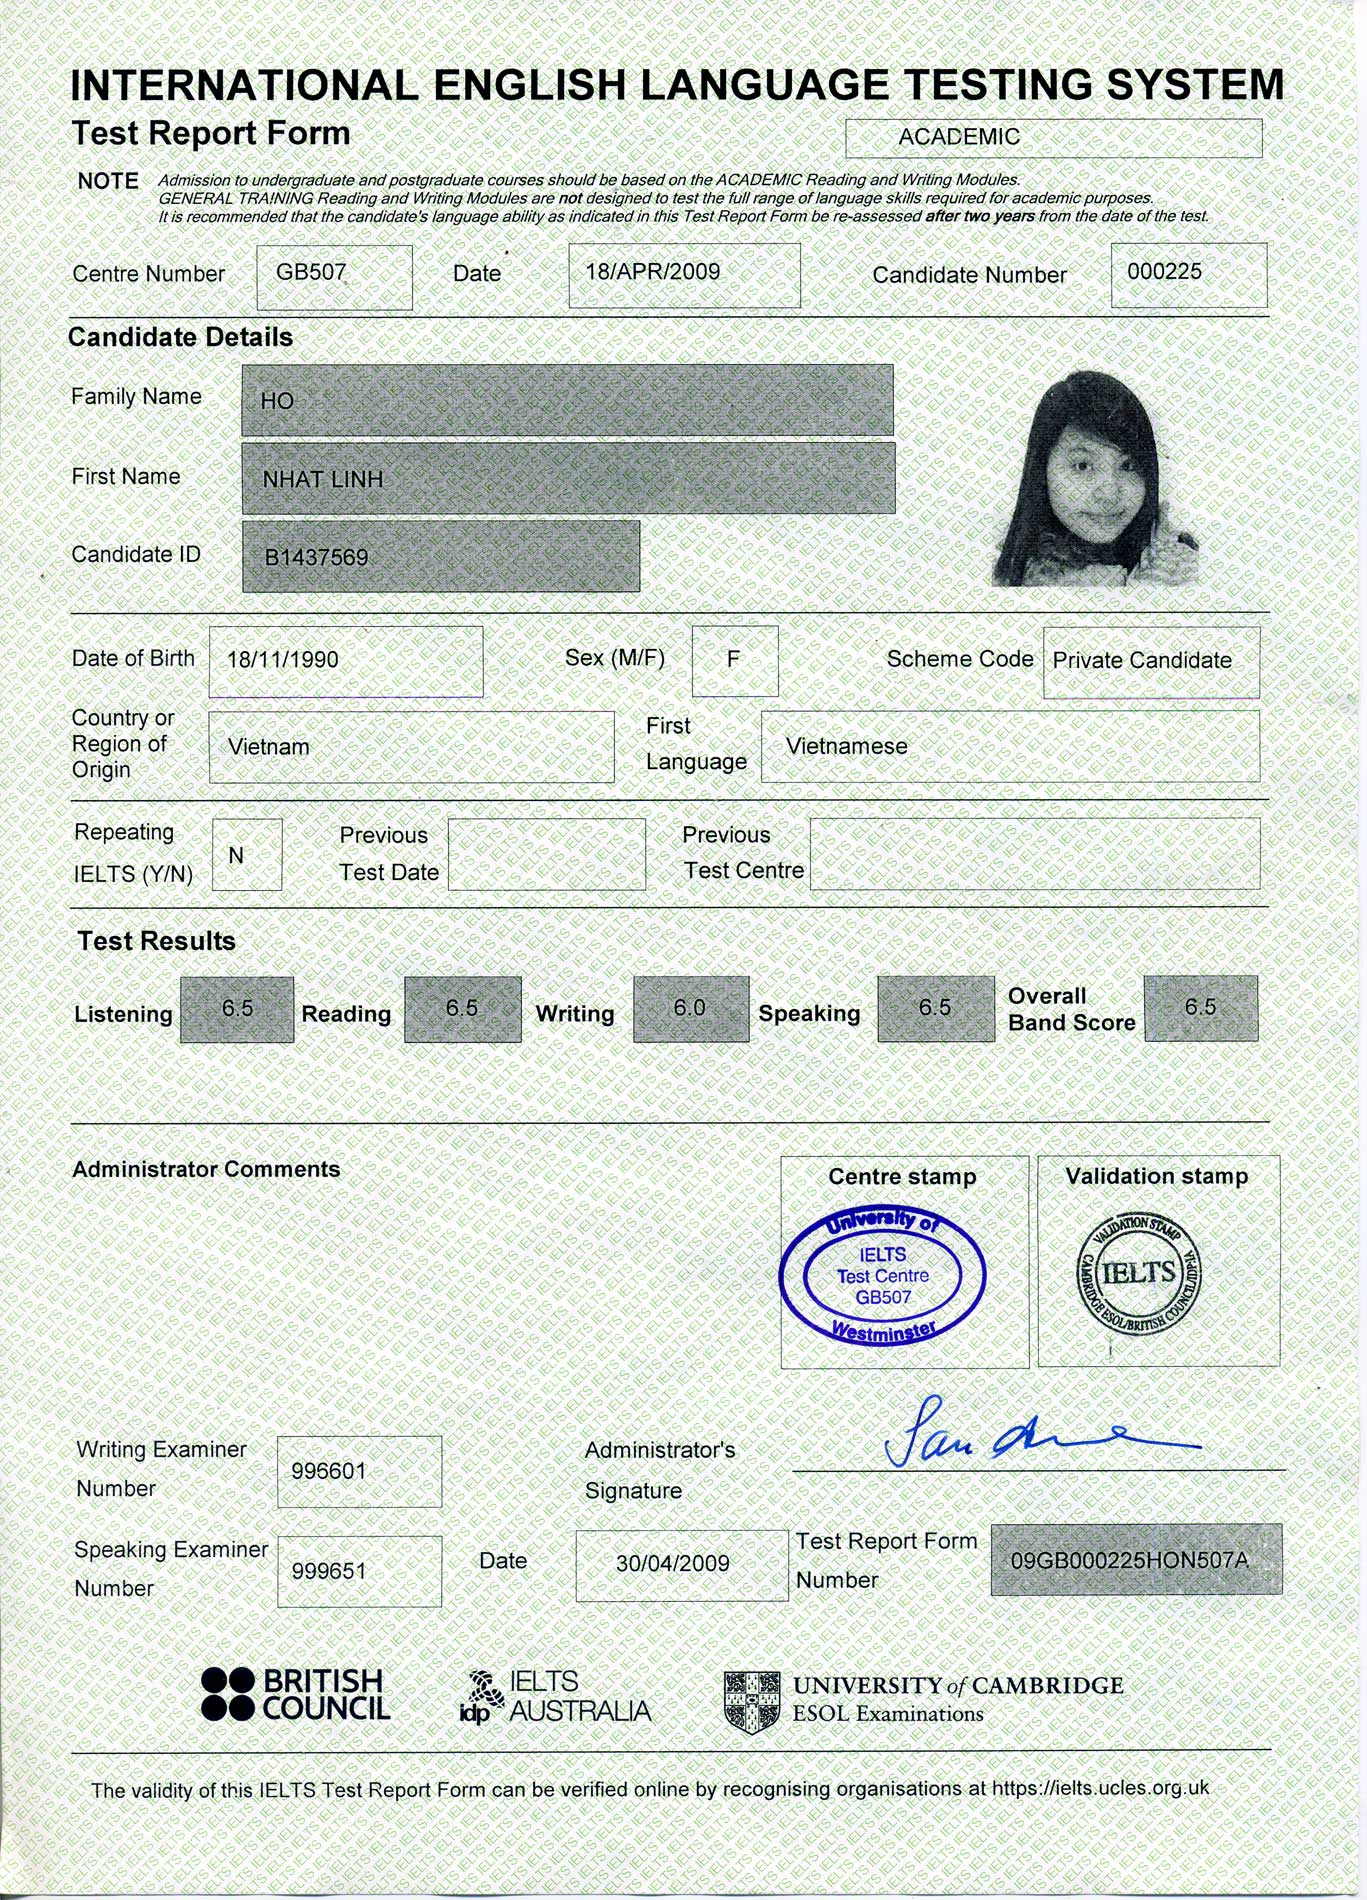 INTERNATIONAL ENGLISH LANGUAGE TESTING SYSTEM
Test Report Form
ACADEMIC
NOTE Admission to undergraduate and postgraduate courses should be based on the ACADEMIC Reading and Writing Modules.
GENERAL TRAINING Reading and Writing Modules are not designed to test the full range of language skills required for academic purposes.
It is recommended that the candidate's language ability as indicated in this Test Report Form be re-assessed after two years from the date of the test.
Centre Number GB507 Date 18/APR/2009 Candidate Number 000225
Candidate Details
Family Name HO
First Name NHAT LINH
Candidate ID B1437569
Date of Birth 18/11/1990 Sex (M/F) F Scheme Code Private Candidate
Country or
Region of
Origin
Vietnam
First
Language
Vietnamese
Repeating
IELTS (Y/N)
N
Previous
Test Date
Previous
Test Centre
Test Results
Listening 6.5 Reading 6.5 Writing 6.0 Speaking 6.5 Overall
Band Score 6.5
Administrator Comments
Centre stamp
University of
IELTS
Test Centre
GB507
Westminster
Validation stamp
VALIDATION STAMP
IELTS
CAMBRIDGE ESOL/BRITISH COUNCIL/IDPIA
Writing Examiner
Number
996601
Administrator's
Signature
Speaking Examiner
Number
999651
Date 30/04/2009
Test Report Form
Number
09GB000225HON507A
BRITISH
COUNCIL
idp
IELTS
AUSTRALIA
UNIVERSITY of CAMBRIDGE
ESOL Examinations
The validity of this IELTS Test Report Form can be verified online by recognising organisations at https://ielts.ucles.org.uk